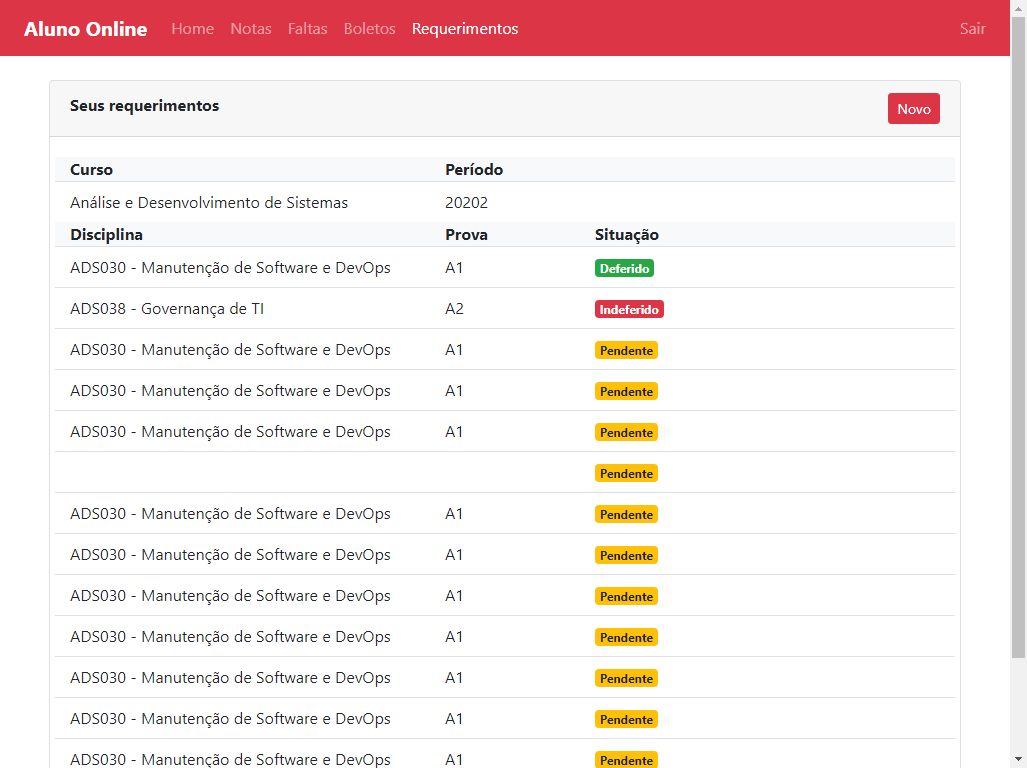 Aluno Online Home Notas Faltas Boletos Requerimentos Sair
Seus requerimentos Novo
Curso Período
Análise e Desenvolvimento de Sistemas 20202
Disciplina Prova Situação
ADS030 - Manutenção de Software e DevOps A1 Deferido
ADS038 - Governança de TI A2 Indeferido
ADS030 - Manutenção de Software e DevOps A1 Pendente
ADS030 - Manutenção de Software e DevOps A1 Pendente
ADS030 - Manutenção de Software e DevOps A1 Pendente
Pendente
ADS030 - Manutenção de Software e DevOps A1 Pendente
ADS030 - Manutenção de Software e DevOps A1 Pendente
ADS030 - Manutenção de Software e DevOps A1 Pendente
ADS030 - Manutenção de Software e DevOps A1 Pendente
ADS030 - Manutenção de Software e DevOps A1 Pendente
ADS030 - Manutenção de Software e DevOps A1 Pendente
ADS030 - Manutenção de Software e DevOps A1 Pendente